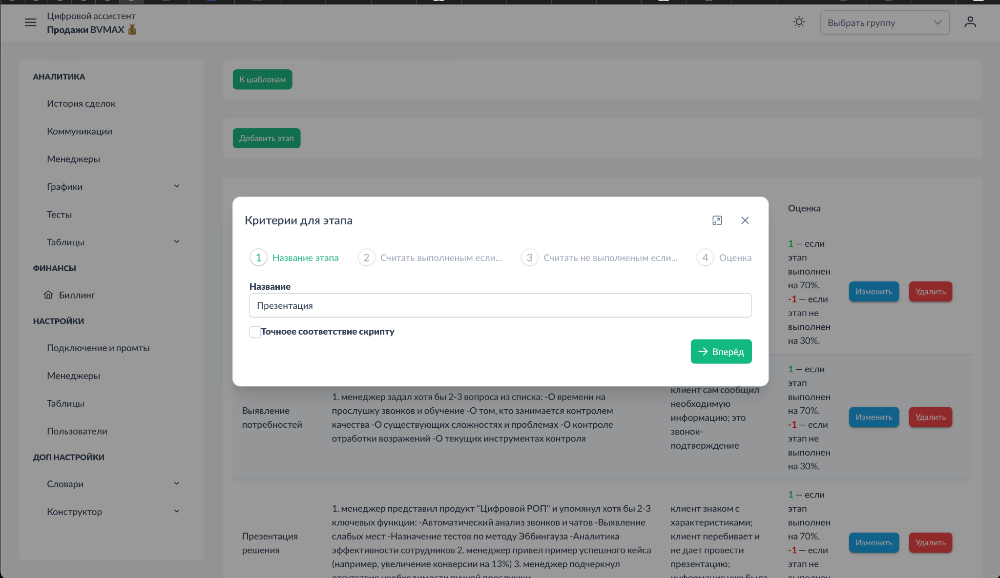 Цифровой ассистент
Продажи BVMAX
Выбрать группу
АНАЛИТИКА
История сделок
Коммуникации
Менеджеры
Графики
Тесты
Таблицы
ФИНАНСЫ
Биллинг
НАСТРОЙКИ
Подключение и промты
Менеджеры
Таблицы
Пользователи
ДОП НАСТРОЙКИ
Словари
Конструктор
К шаблонам
Добавить этап
Критерии для этапа
1 Название этапа
2 Считать выполненым если...
3 Считать не выполненым если...
4 Оценка
Название
Презентация
Точноее соответствие скрипту
Вперёд
Оценка
1 — если
этап
выполнен
на 70%.
-1 — если
этап не
выполнен
на 30%.
Изменить
Удалить
Выявление
потребностей
1. менеджер задал хотя бы 2-3 вопроса из списка: -О времени на
прослушку звонков и обучение -О том, кто занимается контролем
качества -О существующих сложностях и проблемах -О контроле
отработки возражений -О текущих инструментах контроля
клиент сам сообщил
необходимую
информацию; это
звонок-
подтверждение
1 — если
этап
выполнен
на 70%.
-1 — если
этап не
выполнен
на 30%.
Изменить
Удалить
Презентация
решения
1. менеджер представил продукт "Цифровой РОП" и упомянул хотя бы 2-3
ключевых функции: -Автоматический анализ звонков и чатов -Выявление
слабых мест -Назначение тестов по методу Эббингауза -Аналитика
эффективности сотрудников 2. менеджер привел пример успешного кейса
(например, увеличение конверсии на 13%) 3. менеджер подчеркнул
отсутствие необходимости ручной прослушки
клиент знаком с
характеристиками;
клиент перебивает и
не дает провести
презентацию;
информация уже была
1 — если
этап
выполнен
на 70%.
-1 — если
этап не
выполнен
Изменить
Удалить